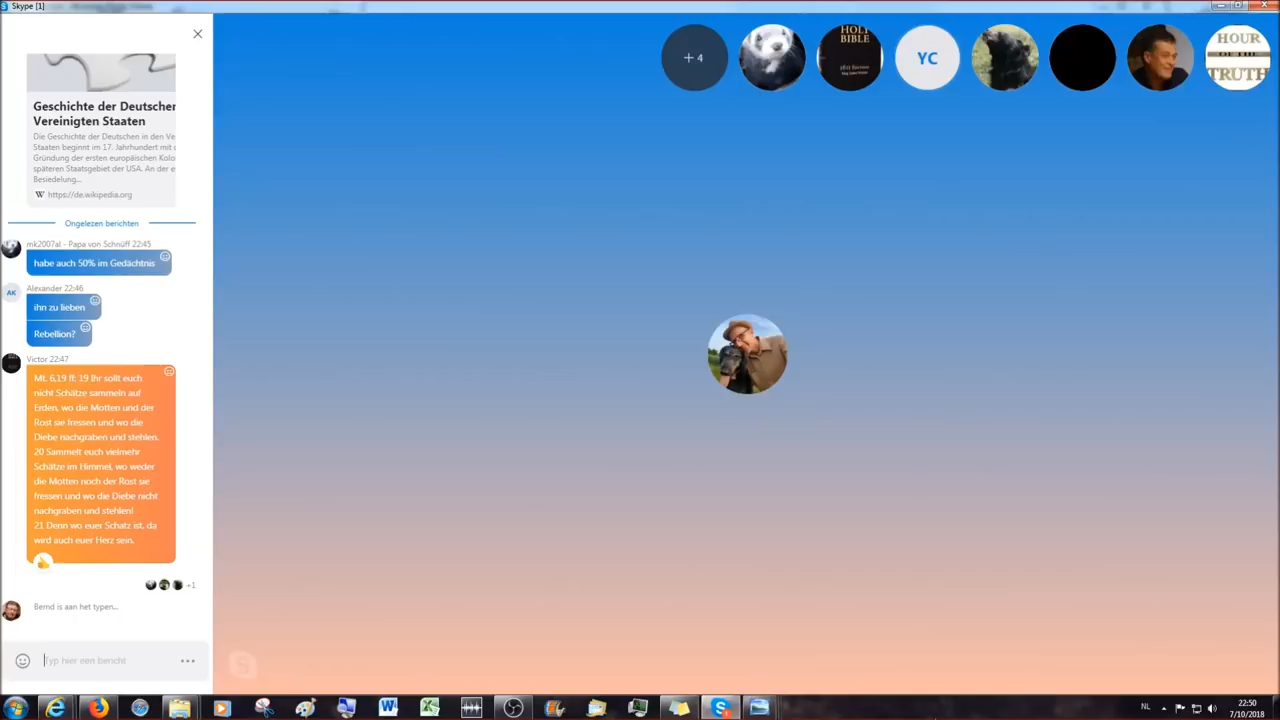 Skype [1]
+ 4
HOLY
BIBLE
YC
HOUR
OF THE
TRUTH
Geschichte der Deutschen
Vereinigten Staaten
Die Geschichte der Deutschen in den Ve
Staaten beginnt im 17. Jahrhundert mit
Gründung der ersten europäischen Kolo
späteren Staatsgebiet der USA. An der e
Besiedelung...
W https://de.wikipedia.org
Ongelezen berichten
mk2007al - Papa von Schnüff 22:45
habe auch 50% im Gedächtnis
Alexander 22:46
AK
ihn zu lieben
Rebellion?
Victor 22:47
Mt. 6,19 ff: 19 Ihr sollt euch
nicht Schätze sammeln auf
Erden, wo die Motten und der
Rost sie fressen und wo die
Diebe nachgraben und stehlen.
20 Sammelt euch vielmehr
Schätze im Himmel, wo weder
die Motten noch der Rost sie
fressen und wo die Diebe nicht
nachgraben und stehlen!
21 Denn wo euer Schatz ist, da
wird auch euer Herz sein.
+1
Bernd is aan het typen...
Typ hier een bericht
NL
22:50
7/10/2018